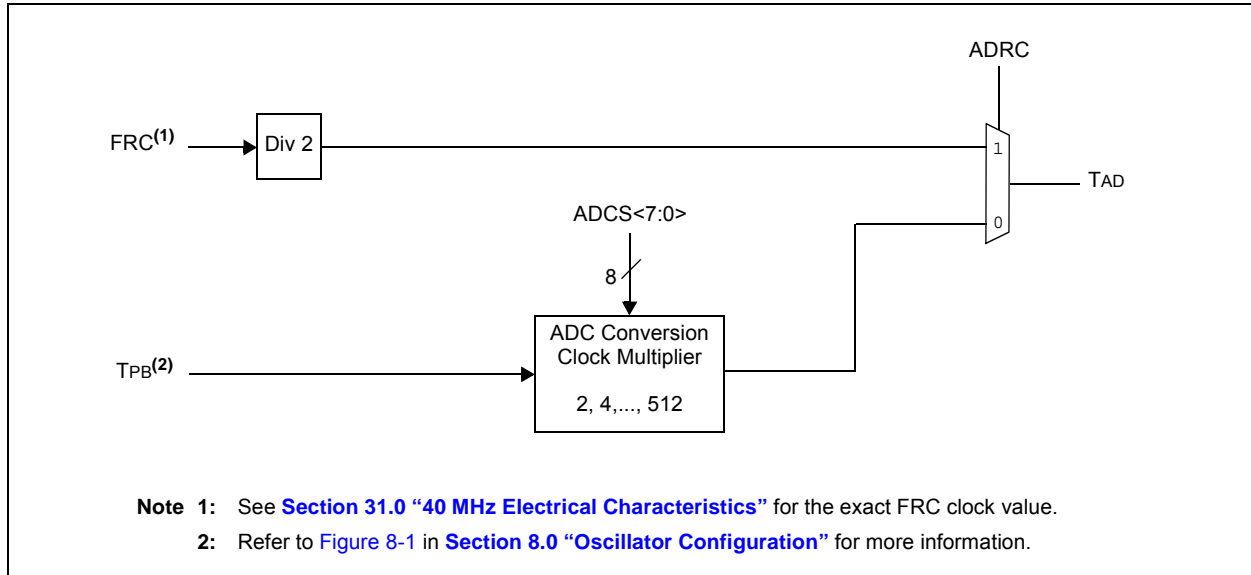 ADRC
FRC(1)
Div 2
1
TAD
ADCS<7:0>
0
8
ADC Conversion
Clock Multiplier
2, 4,..., 512
TPB(2)
Note 1: See Section 31.0 “40 MHz Electrical Characteristics” for the exact FRC clock value.
2: Refer to Figure 8-1 in Section 8.0 “Oscillator Configuration” for more information.